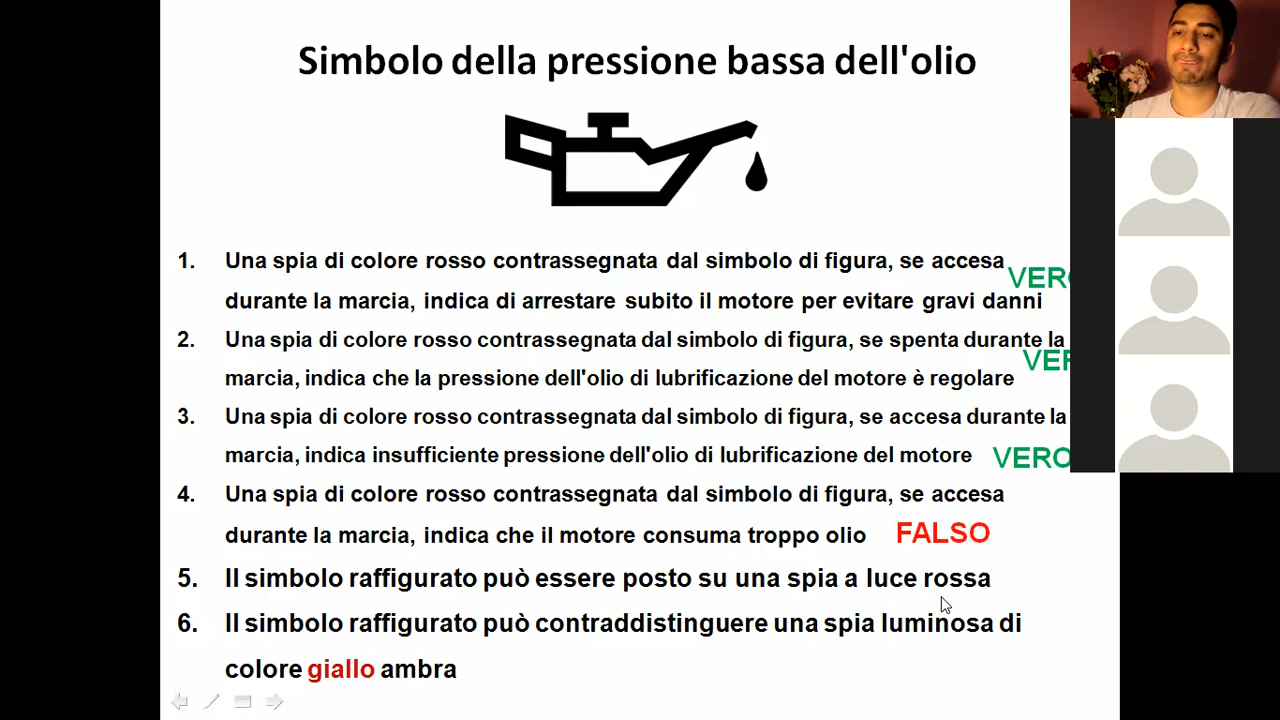 Simbolo della pressione bassa dell'olio
1. Una spia di colore rosso contrassegnata dal simbolo di figura, se accesa
durante la marcia, indica di arrestare subito il motore per evitare gravi danni
VERO
2. Una spia di colore rosso contrassegnata dal simbolo di figura, se spenta durante la
marcia, indica che la pressione dell'olio di lubrificazione del motore è regolare
VER
3. Una spia di colore rosso contrassegnata dal simbolo di figura, se accesa durante la
marcia, indica insufficiente pressione dell'olio di lubrificazione del motore VERO
4. Una spia di colore rosso contrassegnata dal simbolo di figura, se accesa
durante la marcia, indica che il motore consuma troppo olio FALSO
5. Il simbolo raffigurato può essere posto su una spia a luce rossa
6. Il simbolo raffigurato può contraddistinguere una spia luminosa di
colore giallo ambra